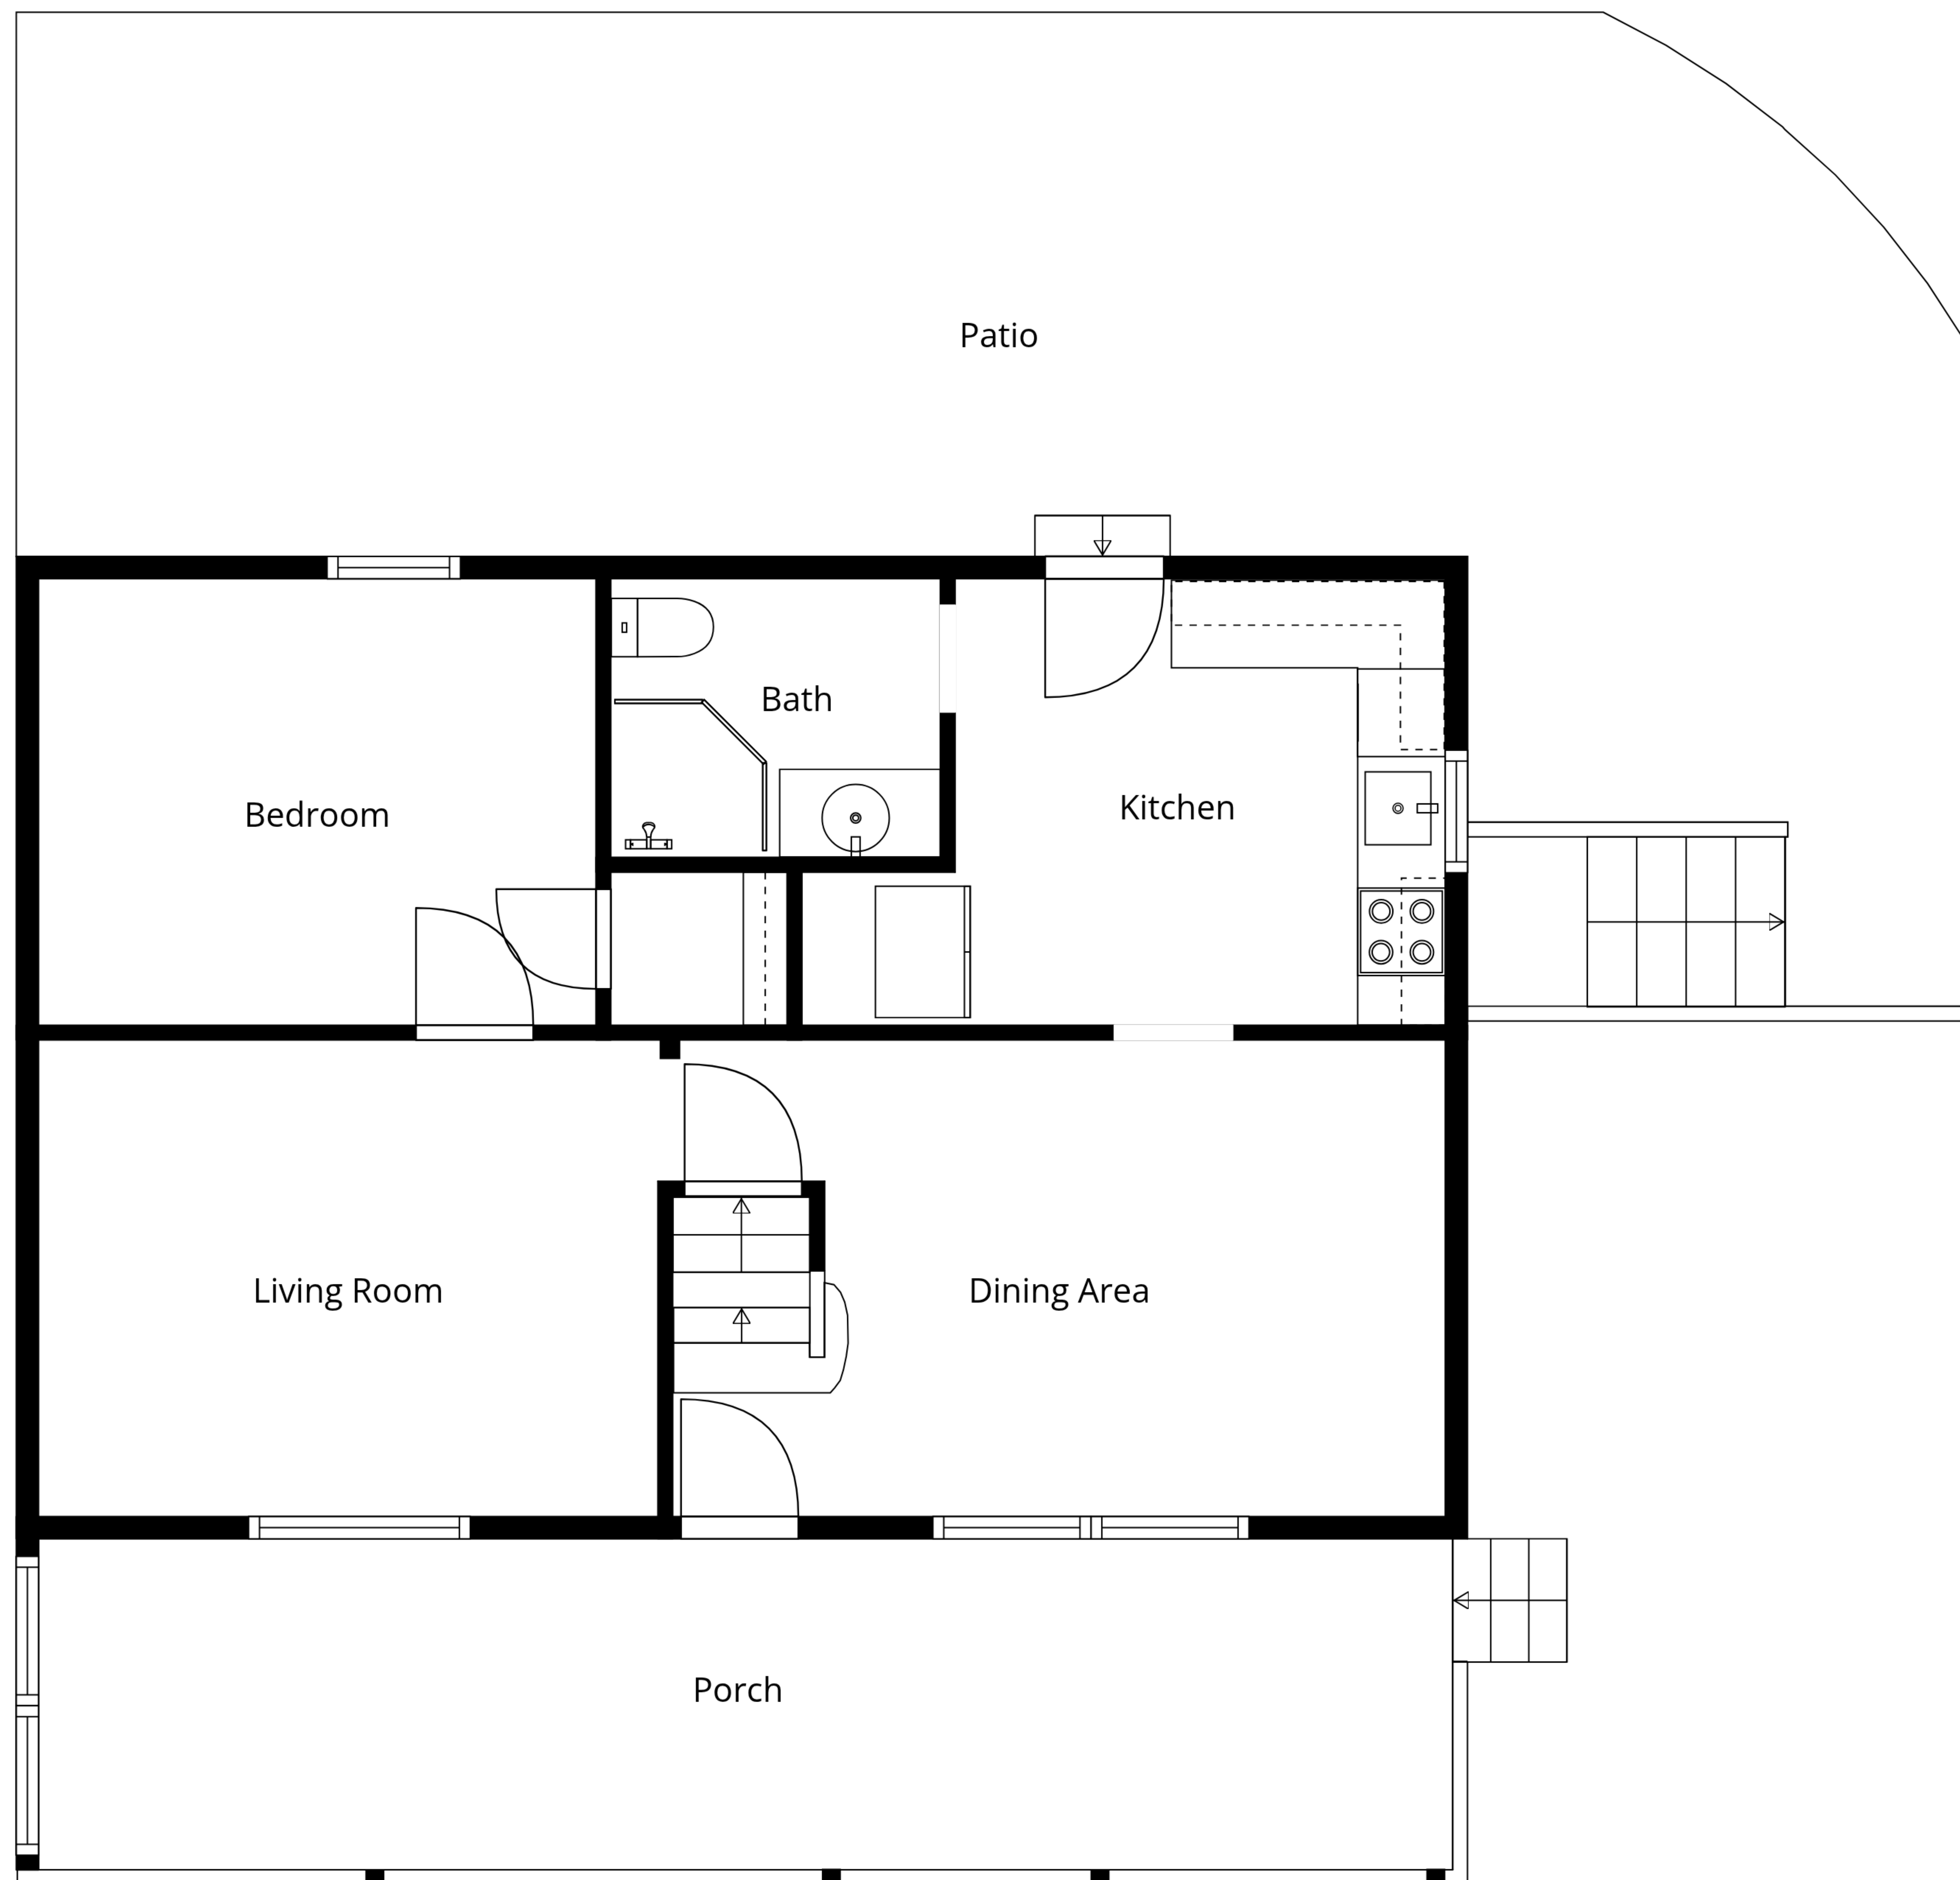 Patio
Bath
Kitchen
Bedroom
Living Room
Dining Area
Porch